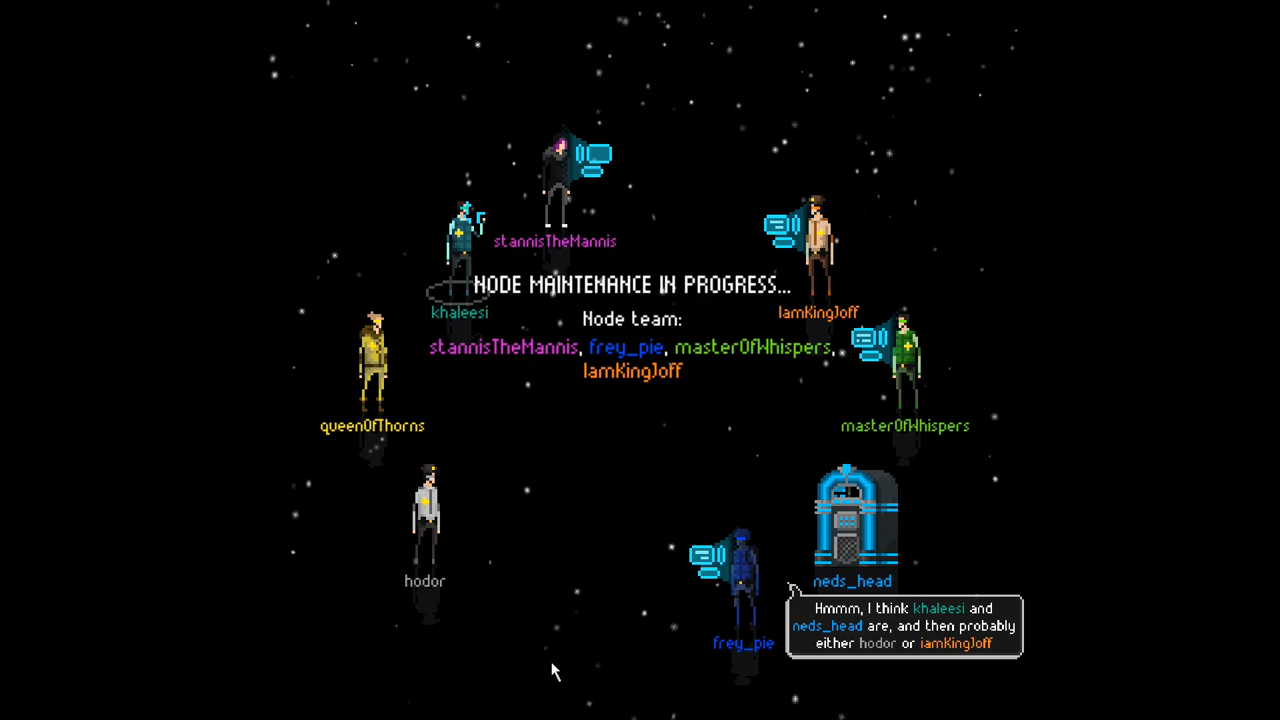 stannisTheMannis
NODE MAINTENANCE IN PROGRESS...
khaleesi
IamKingJoff
Node team:
stannisTheMannis, frey_pie, masterOfWhispers,
IamKingJoff
queenOfThorns
masterOfWhispers
hodor
neds_head
Hmmm, I think khaleesi and
neds_head are, and then probably
either hodor or iamKingJoff
frey_pie